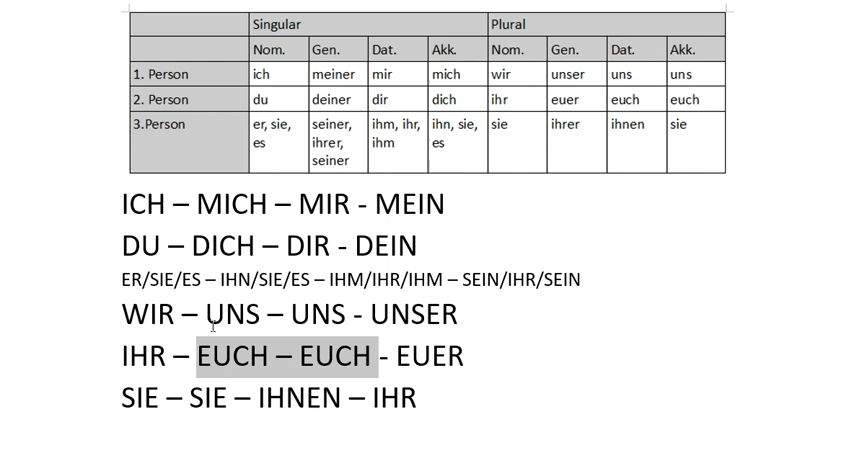 Singular Plural
Nom. Gen. Dat. Akk. Nom. Gen. Dat. Akk.
1. Person ich meiner mir mich wir unser uns uns
2. Person du deiner dir dich ihr euer euch euch
3.Person er, sie, seiner, ihm, ihr, ihn, sie, sie ihrer ihnen sie
es ihrer, ihm es
seiner
ICH – MICH – MIR - MEIN
DU – DICH – DIR - DEIN
ER/SIE/ES – IHN/SIE/ES – IHM/IHR/IHM – SEIN/IHR/SEIN
WIR – UNS – UNS - UNSER
IHR – EUCH – EUCH - EUER
SIE – SIE – IHNEN – IHR